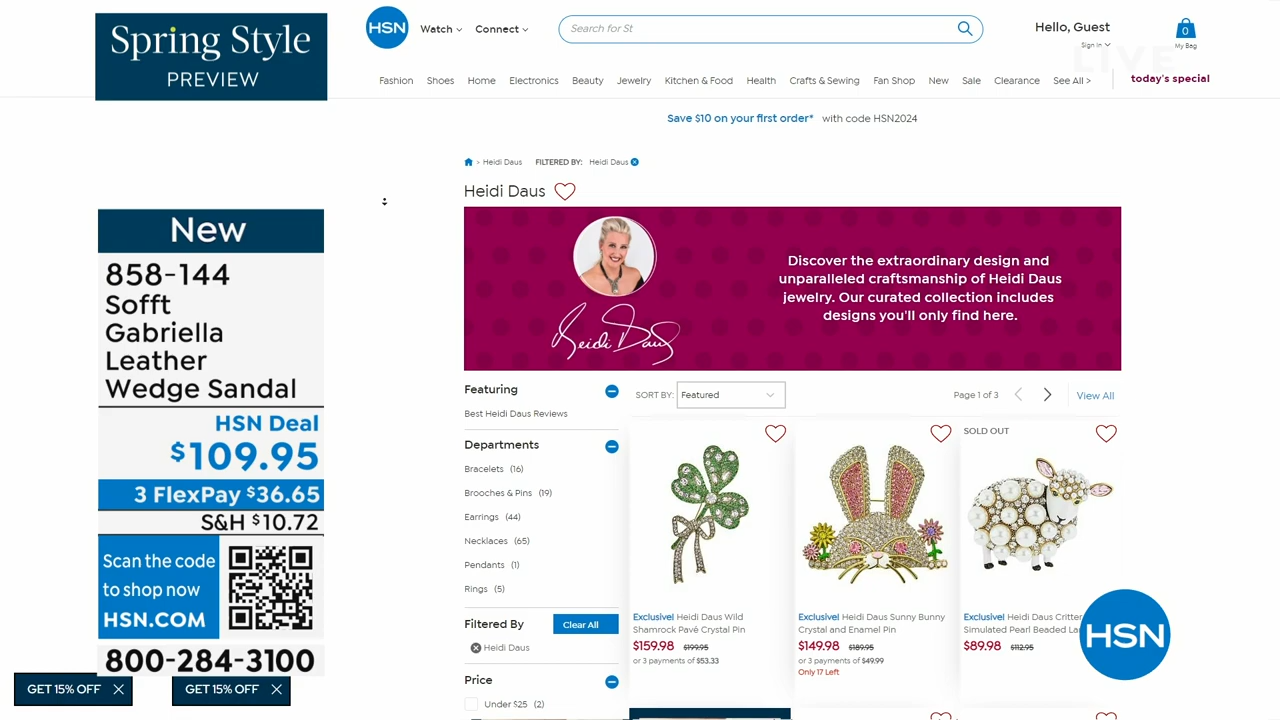 Spring Style
PREVIEW
HSN
Watch
Connect
Search for St
Hello, Guest
Sign In
0
My Bag
LIVE
Fashion
Shoes
Home
Electronics
Beauty
Jewelry
Kitchen & Food
Health
Crafts & Sewing
Fan Shop
New
Sale
Clearance
See All >
today's special
Save $10 on your first order* with code HSN2024
> Heidi Daus
FILTERED BY: Heidi Daus
Heidi Daus
Heidi Daus
Discover the extraordinary design and
unparalleled craftsmanship of Heidi Daus
jewelry. Our curated collection includes
designs you'll only find here.
New
858-144
Sofft
Gabriella
Leather
Wedge Sandal
HSN Deal
$109.95
3 FlexPay $36.65
S&H $10.72
Scan the code
to shop now
HSN.COM
800-284-3100
GET 15% OFF
GET 15% OFF
Featuring
Best Heidi Daus Reviews
Departments
Bracelets (16)
Brooches & Pins (19)
Earrings (44)
Necklaces (65)
Pendants (1)
Rings (5)
Filtered By
Clear All
Heidi Daus
Price
Under $25 (2)
SORT BY: Featured
Page 1 of 3
View All
Exclusive! Heidi Daus Wild
Shamrock Pavé Crystal Pin
$159.98 $199.95
or 3 payments of $53.33
Exclusive! Heidi Daus Sunny Bunny
Crystal and Enamel Pin
$149.98 $189.95
or 3 payments of $49.99
Only 17 Left
SOLD OUT
Exclusive! Heidi Daus Critter
Simulated Pearl Beaded La
$89.98 $112.95
HSN